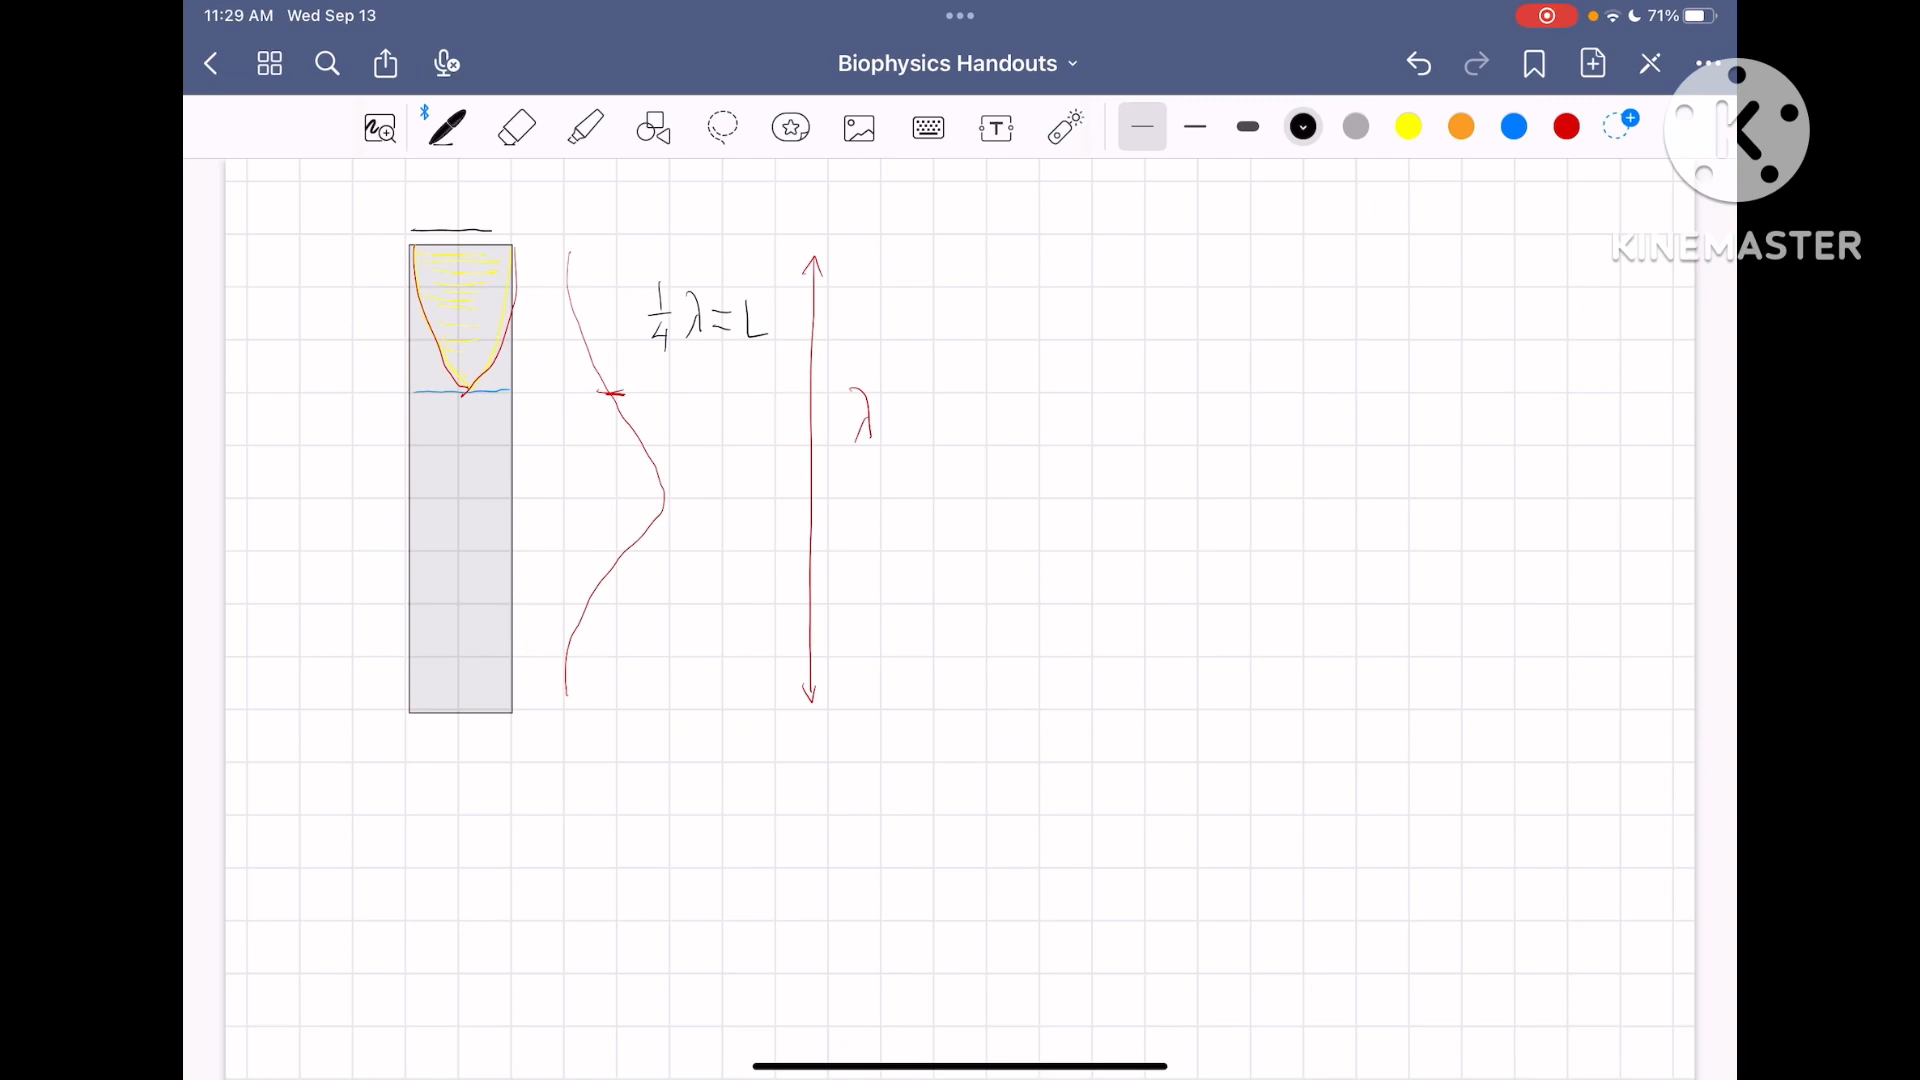 11:29 AM Wed Sep 13
71%
Biophysics Handouts
T
K
KINEMASTER
1/4 λ = L
λ